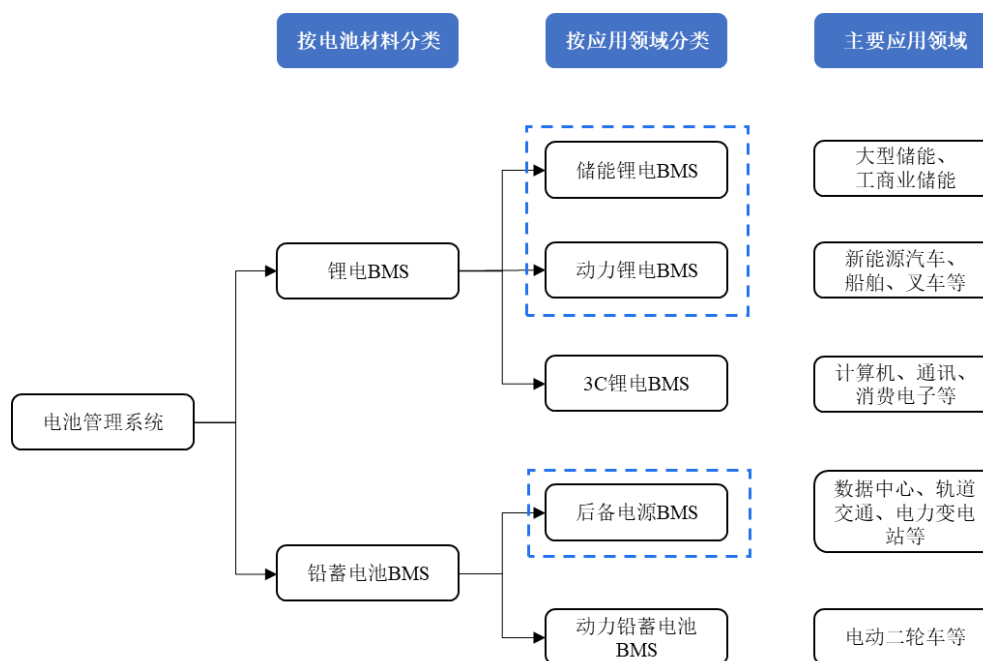 按电池材料分类
按应用领域分类
主要应用领域
储能锂电BMS
大型储能、
工商业储能
锂电BMS
动力锂电BMS
新能源汽车、
船舶、叉车等
3C锂电BMS
计算机、通讯、
消费电子等
电池管理系统
后备电源BMS
数据中心、轨道
交通、电力变电
站等
铅蓄电池BMS
动力铅蓄电池
BMS
电动二轮车等